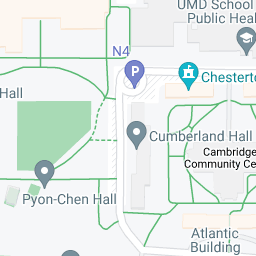 UMD School
Public Heal
N4
P
Chesterto
Hall
Cumberland Hall
Cambridge
Community Ce
Pyon-Chen Hall
Atlantic
Building